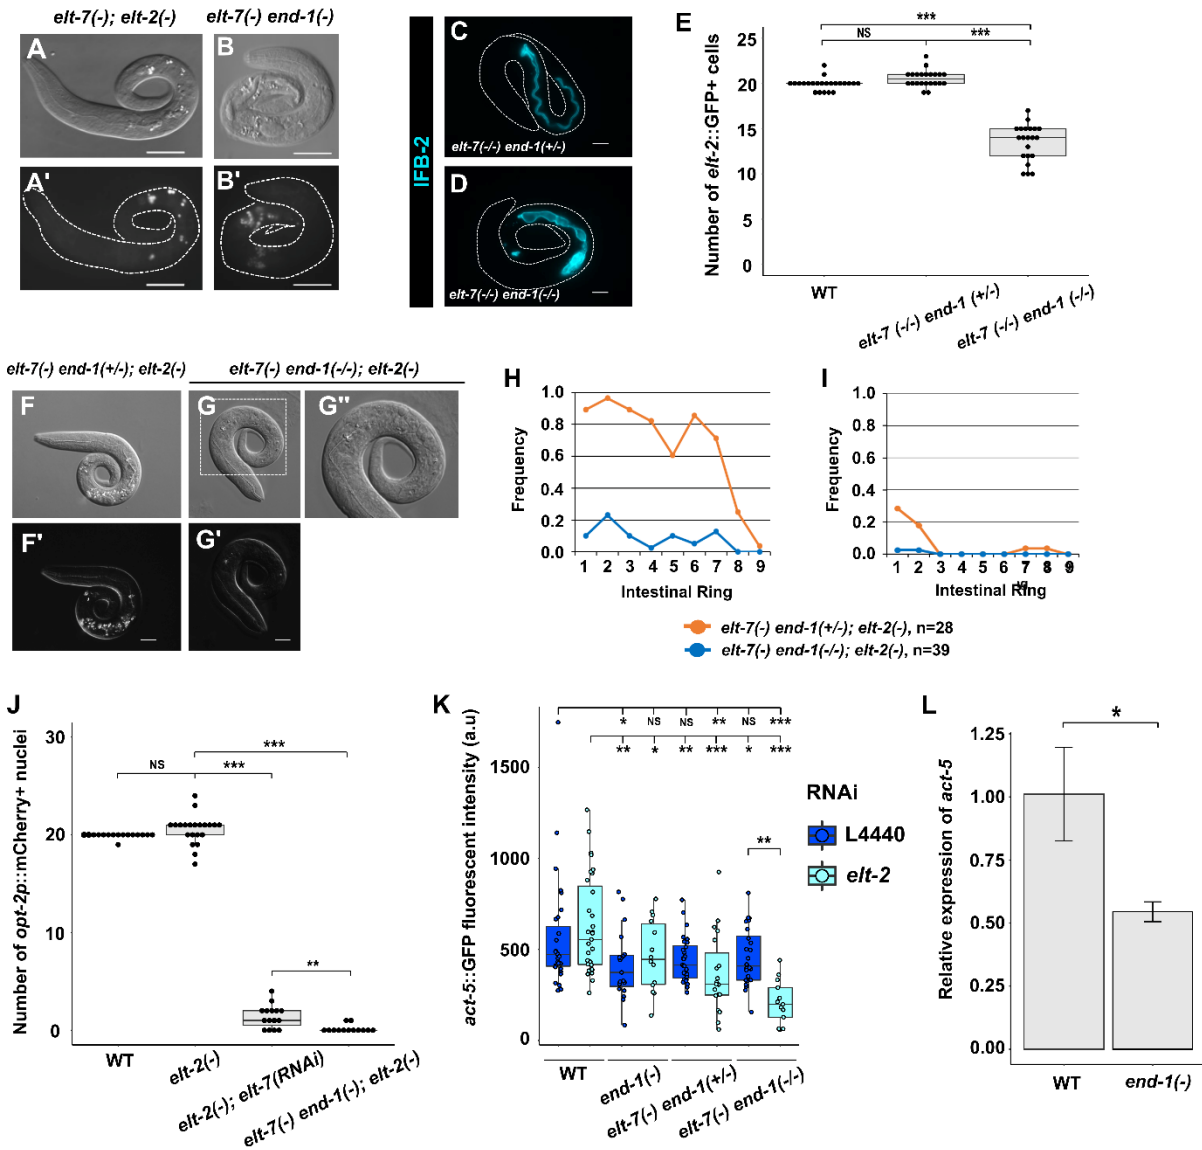 elt-7(-); elt-2(-)
elt-7(-) end-1(-)
A
B
A'
B'
IFB-2
C
elt-7(-/-) end-1(+/-)
D
elt-7(-/-) end-1(-/-)
E
Number of elt-2::GFP+ cells
25
20
15
10
5
0
***
NS
***
WT
elt-7 (-/-) end-1 (+/-)
elt-7 (-/-) end-1 (-/-)
elt-7(-) end-1(+/-); elt-2(-)
elt-7(-) end-1(-/-); elt-2(-)
F
G
G"
F'
G'
H
Frequency
1.0
0.8
0.6
0.4
0.2
0.0
1 2 3 4 5 6 7 8 9
Intestinal Ring
I
Frequency
1.0
0.8
0.6
0.4
0.2
0.0
1 2 3 4 5 6 7 8 9
Intestinal Ring
elt-7(-) end-1(+/-); elt-2(-), n=28
elt-7(-) end-1(-/-); elt-2(-), n=39
J
Number of opt-2p::mCherry+ nuclei
30
20
10
0
***
NS
***
**
WT
elt-2(-)
elt-2(-); elt-7(RNAi)
elt-7(-) end-1(-); elt-2(-)
K
act-5::GFP fluorescent intensity (a.u)
1500
1000
500
0
* NS NS ** NS ***
** * ** *** * ***
**
WT
end-1(-)
elt-7(-) end-1(+/-)
elt-7(-) end-1(-/-)
RNAi
L4440
elt-2
L
Relative expression of act-5
1.25
1.00
0.75
0.50
0.25
0.00
*
WT
end-1(-)